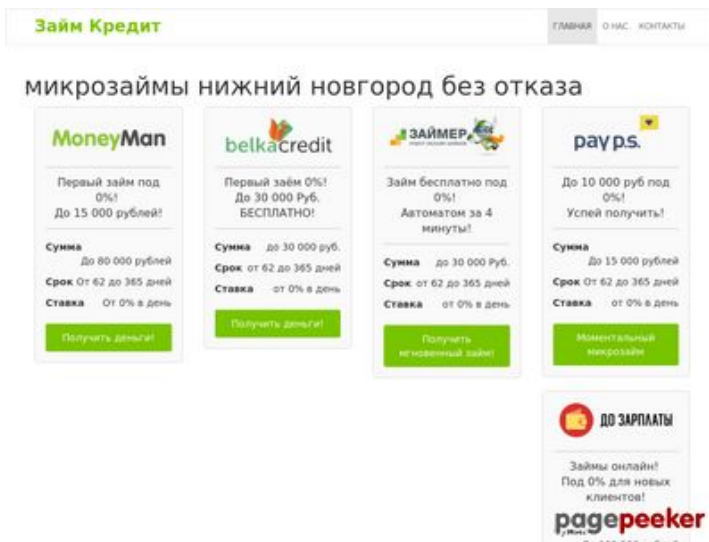 Займ Кредит
ГЛАВНАЯ О НАС КОНТАКТЫ
микрозаймы нижний новгород без отказа
MoneyMan
Первый займ под
0%!
До 15 000 рублей!
Сумма
До 80 000 рублей
Срок От 62 до 365 дней
Ставка От 0% в день
Получить деньги!
belkacredit
Первый заём 0%!
До 30 000 Руб.
БЕСПЛАТНО!
Сумма до 30 000 руб.
Срок от 62 до 365 дней
Ставка от 0% в день
Получить деньги!
ЗАЙМЕР
Займ бесплатно под
0%!
Автоматом за 4
минуты!
Сумма до 30 000 Руб.
Срок от 62 до 365 дней
Ставка от 0% в день
Получить
мгновенный займ!
pay p.s.
До 10 000 руб под
0%!
Успей получить!
Сумма
До 15 000 рублей
Срок От 62 до 365 дней
Ставка от 0% в день
Моментальный
микрозайм
ДО ЗАРПЛАТЫ
Займы онлайн!
Под 0% для новых
клиентов!
pagepeeker